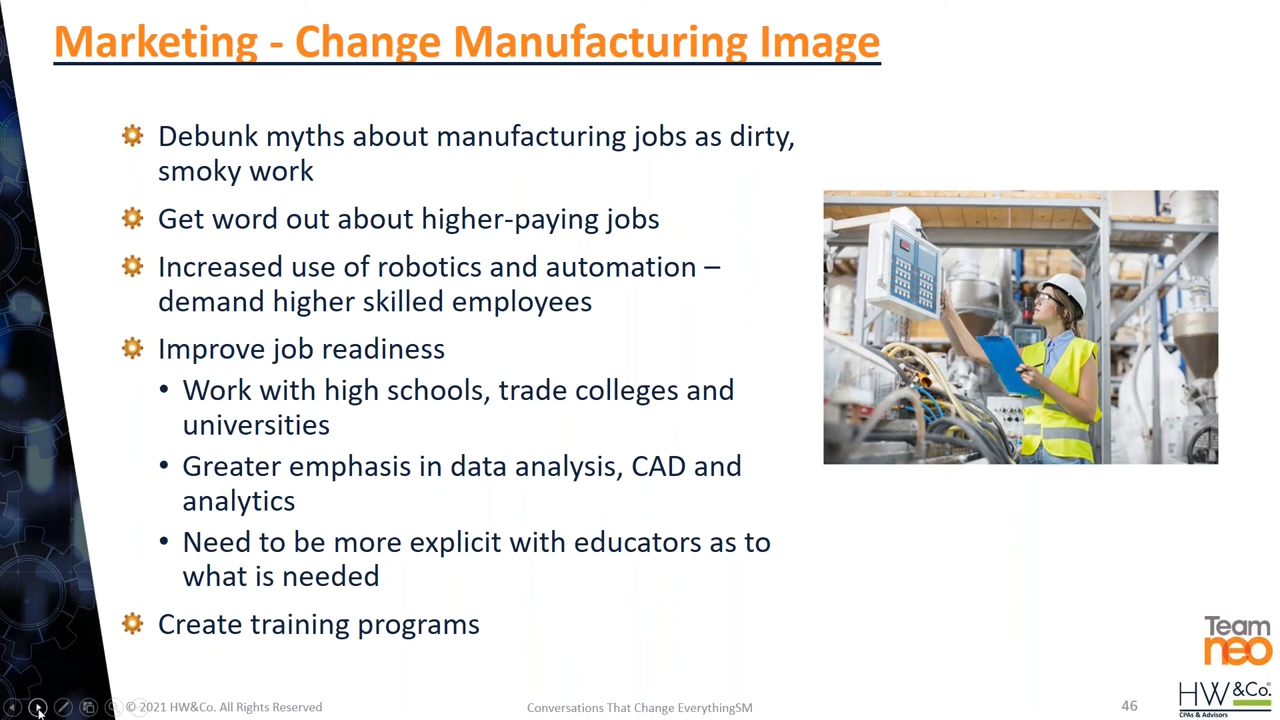 Marketing - Change Manufacturing Image
Debunk myths about manufacturing jobs as dirty,
smoky work
Get word out about higher-paying jobs
Increased use of robotics and automation –
demand higher skilled employees
Improve job readiness
• Work with high schools, trade colleges and
universities
• Greater emphasis in data analysis, CAD and
analytics
• Need to be more explicit with educators as to
what is needed
Create training programs
Team
neo
HW&Co.®
CPAs & Advisors
© 2021 HW&Co. All Rights Reserved
Conversations That Change EverythingSM
46